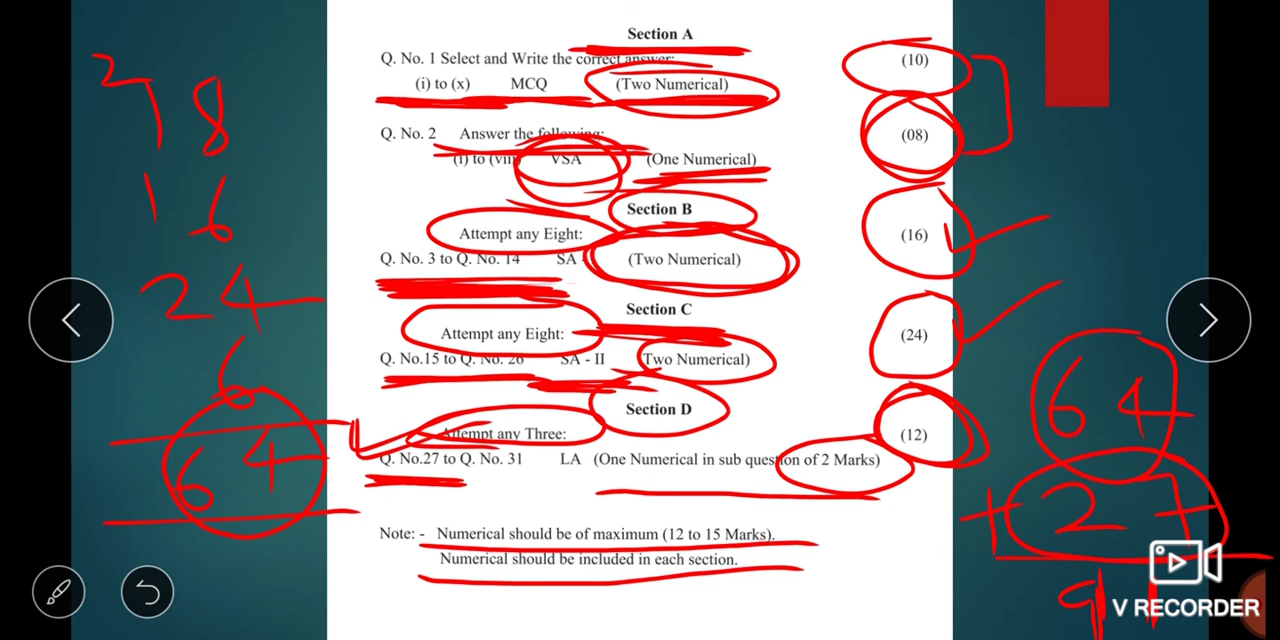 Section A
Q. No. 1 Select and Write the correct answer: (10)
(i) to (x) MCQ (Two Numerical)
Q. No. 2 Answer the following: (08)
(i) to (viii) VSA (One Numerical)
Section B
Attempt any Eight: (16)
Q. No. 3 to Q. No. 14 SA - (Two Numerical)
Section C
Attempt any Eight: (24)
Q. No.15 to Q. No. 26 SA - II (Two Numerical)
Section D
Attempt any Three: (12)
Q. No.27 to Q. No. 31 LA (One Numerical in sub question of 2 Marks)
Note: - Numerical should be of maximum (12 to 15 Marks).
Numerical should be included in each section.
8
16
24
6
64
64
+ 27
91
V RECORDER